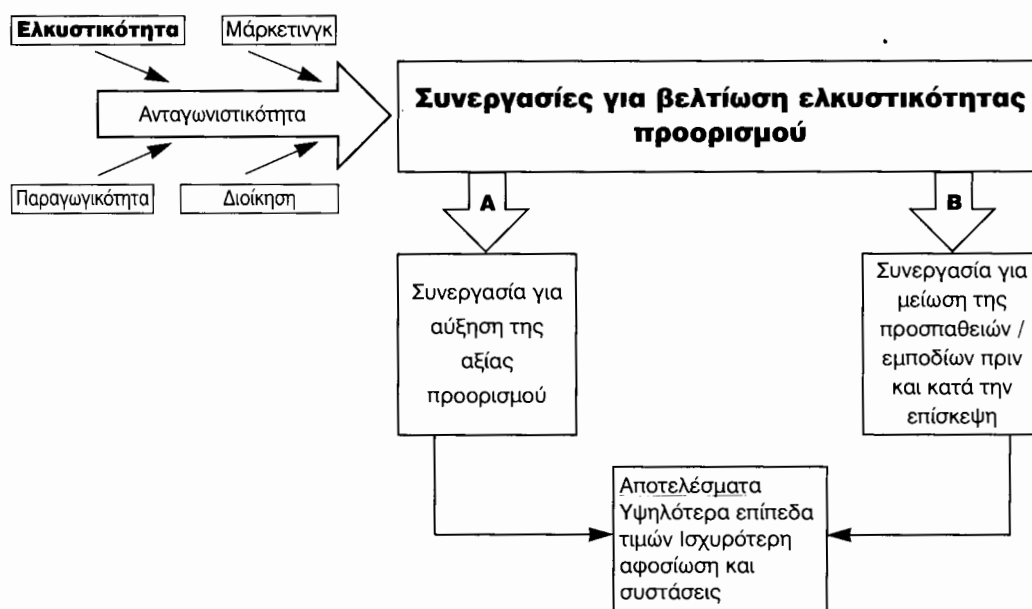 Ελκυστικότητα
Μάρκετινγκ
Ανταγωνιστικότητα
Παραγωγικότητα
Διοίκηση
Συνεργασίες για βελτίωση ελκυστικότητας
προορισμού
A
B
Συνεργασία για
αύξηση της
αξίας
προορισμού
Συνεργασία για
μείωση της
προσπαθειών /
εμποδίων πριν
και κατά την
επίσκεψη
Αποτελέσματα
Υψηλότερα επίπεδα
τιμών Ισχυρότερη
αφοσίωση και
συστάσεις